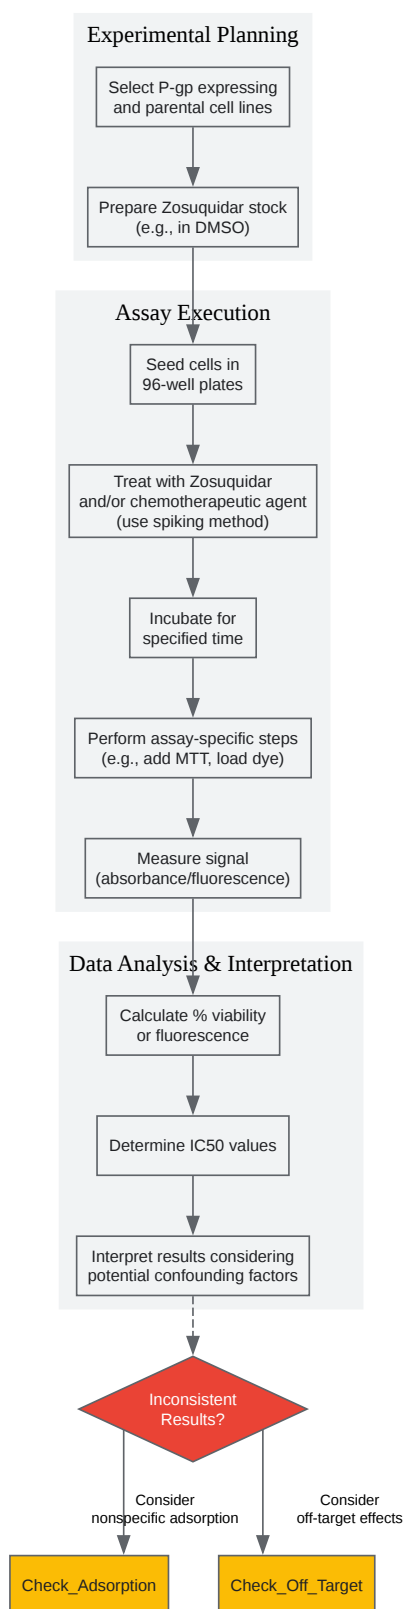 Experimental Planning
Select P-gp expressing
and parental cell lines
Prepare Zosuquidar stock
(e.g., in DMSO)
Assay Execution
Seed cells in
96-well plates
Treat with Zosuquidar
and/or chemotherapeutic agent
(use spiking method)
Incubate for
specified time
Perform assay-specific steps
(e.g., add MTT, load dye)
Measure signal
(absorbance/fluorescence)
Data Analysis & Interpretation
Calculate % viability
or fluorescence
Determine IC50 values
Interpret results considering
potential confounding factors
Inconsistent
Results?
Consider
nonspecific adsorption
Consider
off-target effects
Check_Adsorption
Check_Off_Target